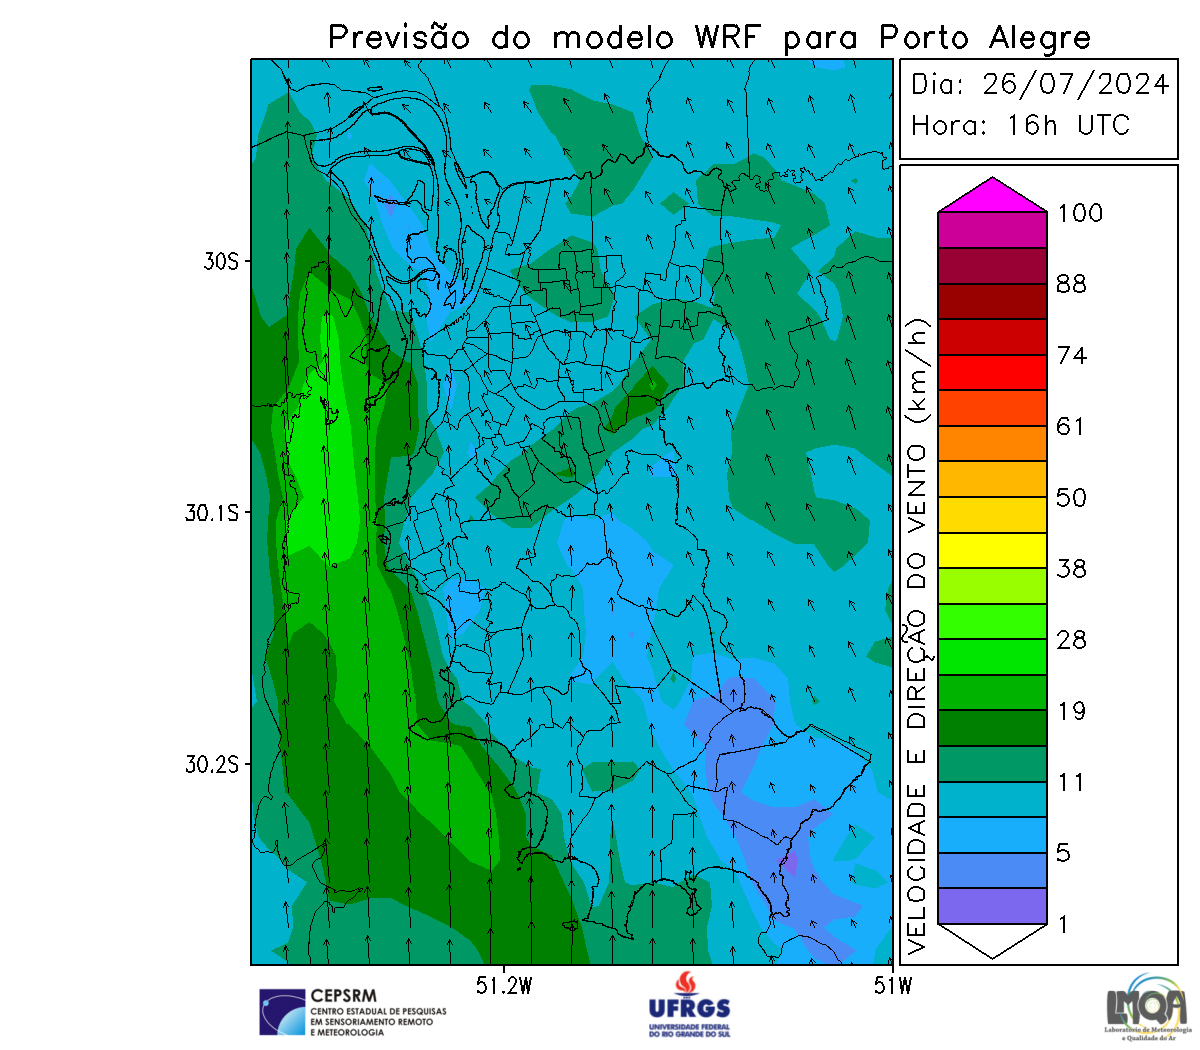 Previsão do modelo WRF para Porto Alegre
Dia: 26/07/2024
Hora: 16h UTC
30S
30.1S
30.2S
51.2W
51W
VELOCIDADE E DIREÇÃO DO VENTO (km/h)
100
88
74
61
50
38
28
19
11
5
1
CEPSRM
CENTRO ESTADUAL DE PESQUISAS
EM SENSORIAMENTO REMOTO
E METEOROLOGIA
UFRGS
UNIVERSIDADE FEDERAL
DO RIO GRANDE DO SUL
LMQA
Laboratório de Meteorologia
e Qualidade do Ar